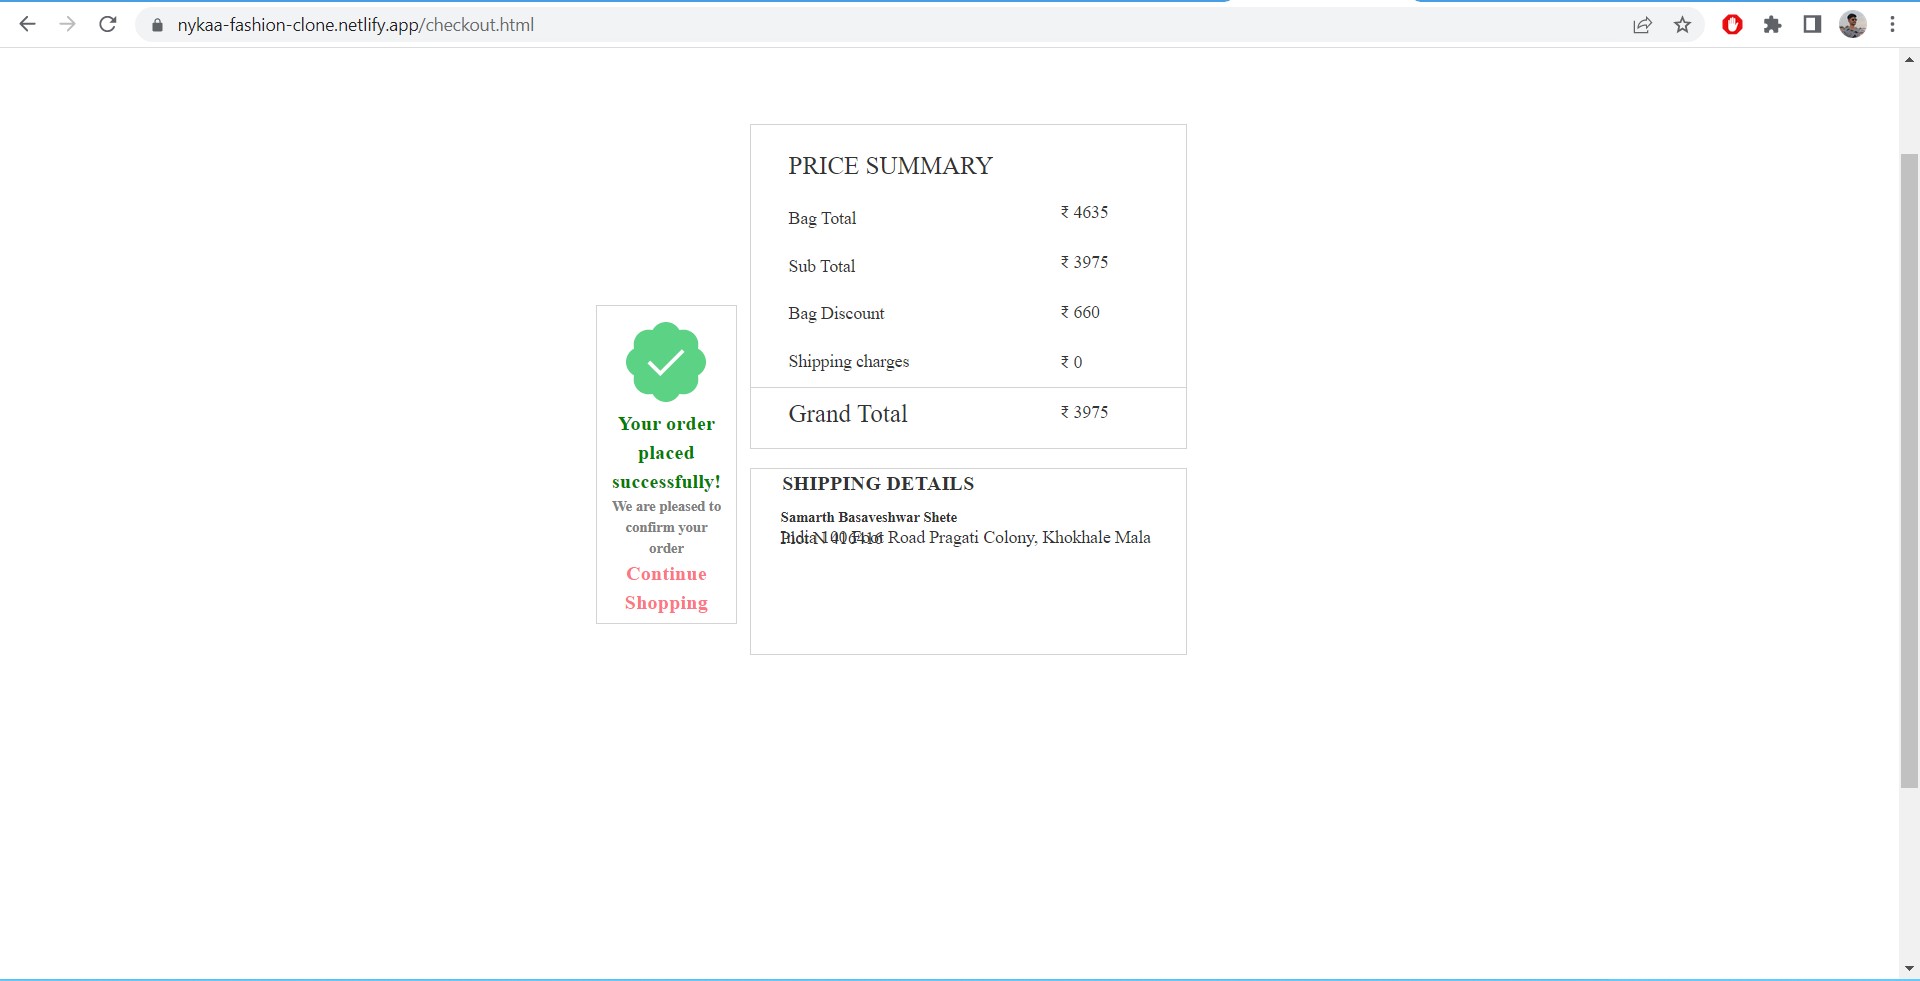 nykaa-fashion-clone.netlify.app/checkout.html
PRICE SUMMARY
Bag Total ₹ 4635
Sub Total ₹ 3975
Bag Discount ₹ 660
Shipping charges ₹ 0
Grand Total ₹ 3975
Your order
placed
successfully!
We are pleased to
confirm your
order
Continue
Shopping
SHIPPING DETAILS
Samarth Basaveshwar Shete
Road Pragati Colony, Khokhale Mala